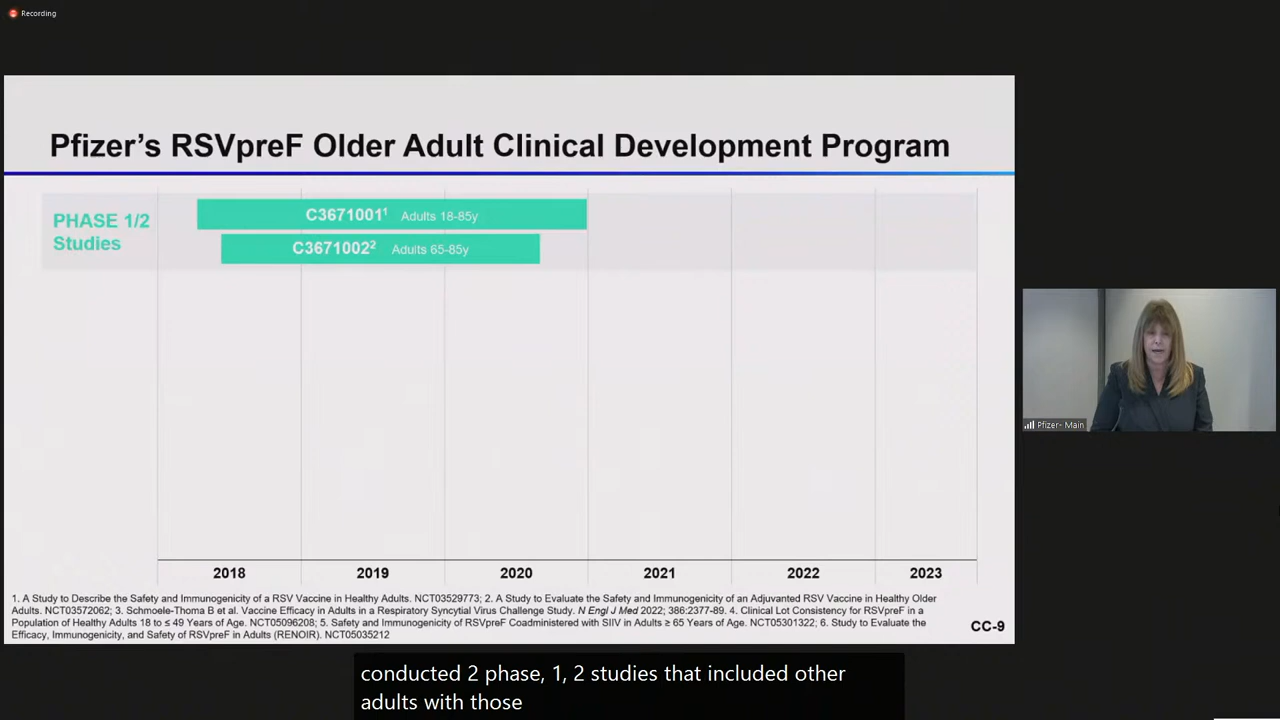 Recording
Pfizer's RSVpreF Older Adult Clinical Development Program
PHASE 1/2
Studies
C3671001¹ Adults 18-85y
C3671002² Adults 65-85y
Pfizer- Main
2018 2019 2020 2021 2022 2023
1. A Study to Describe the Safety and Immunogenicity of a RSV Vaccine in Healthy Adults. NCT03529773; 2. A Study to Evaluate the Safety and Immunogenicity of an Adjuvanted RSV Vaccine in Healthy Older
Adults. NCT03572062; 3. Schmoele-Thoma B et al. Vaccine Efficacy in Adults in a Respiratory Syncytial Virus Challenge Study. N Engl J Med 2022; 386:2377-89. 4. Clinical Lot Consistency for RSVpreF in a
Population of Healthy Adults 18 to ≤ 49 Years of Age. NCT05096208; 5. Safety and Immunogenicity of RSVpreF Coadministered with SIIV in Adults ≥ 65 Years of Age. NCT05301322; 6. Study to Evaluate the
Efficacy, Immunogenicity, and Safety of RSVpreF in Adults (RENOIR). NCT05035212
CC-9
conducted 2 phase, 1, 2 studies that included other
adults with those